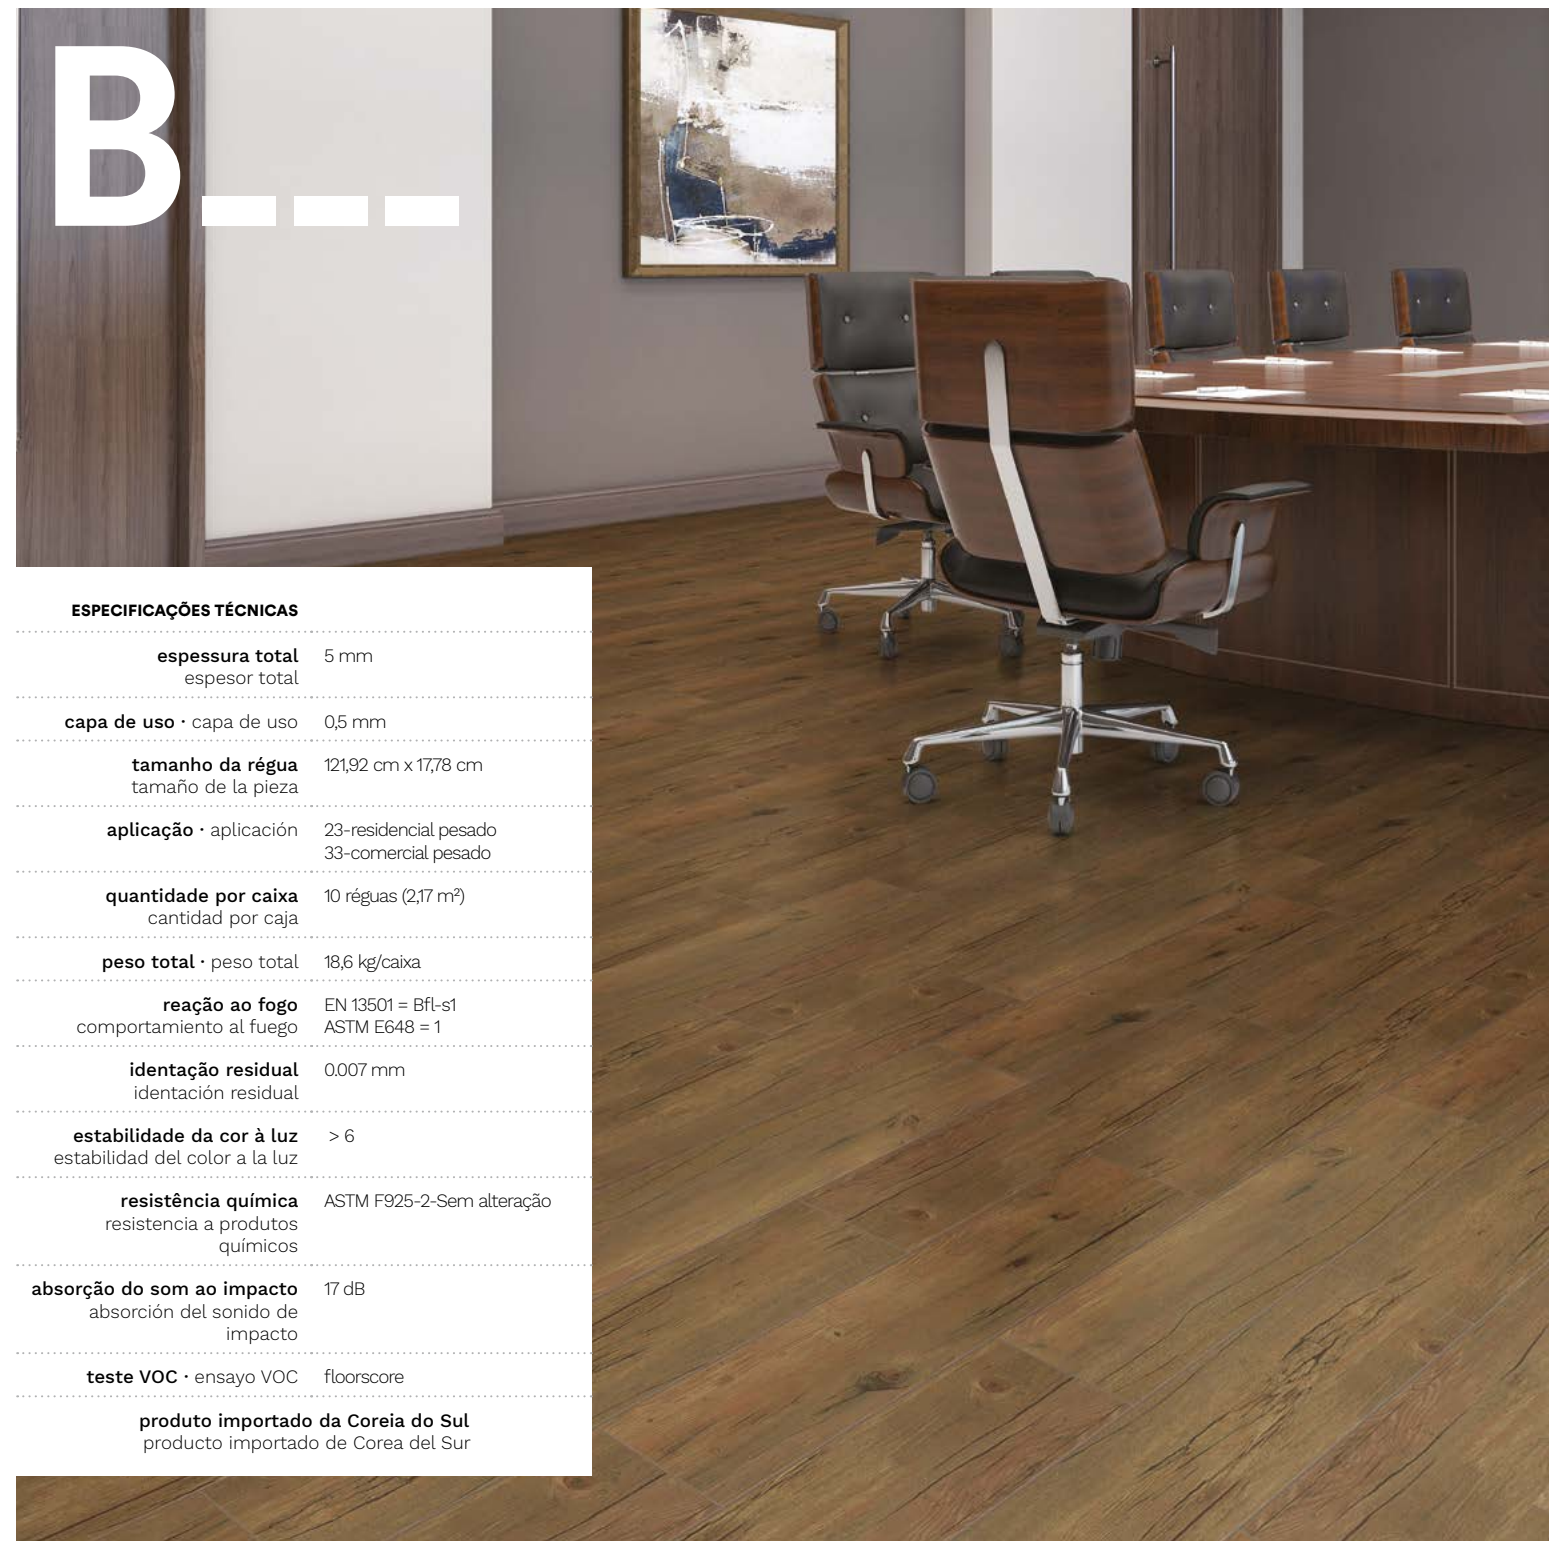 B_ _ _
ESPECIFICAÇÕES TÉCNICAS
espessura total 5 mm
espesor total
capa de uso · capa de uso 0,5 mm
tamanho da régua 121,92 cm x 17,78 cm
tamaño de la pieza
aplicação · aplicación 23-residencial pesado
33-comercial pesado
quantidade por caixa 10 réguas (2,17 m²)
cantidad por caja
peso total · peso total 18,6 kg/caixa
reação ao fogo EN 13501 = Bfl-s1
comportamiento al fuego ASTM E648 = 1
identação residual 0.007 mm
identación residual
estabilidade da cor à luz > 6
estabilidad del color a la luz
resistência química ASTM F925-2-Sem alteração
resistencia a produtos
químicos
absorção do som ao impacto 17 dB
absorción del sonido de
impacto
teste VOC · ensayo VOC floorscore
produto importado da Coreia do Sul
producto importado de Corea del Sur